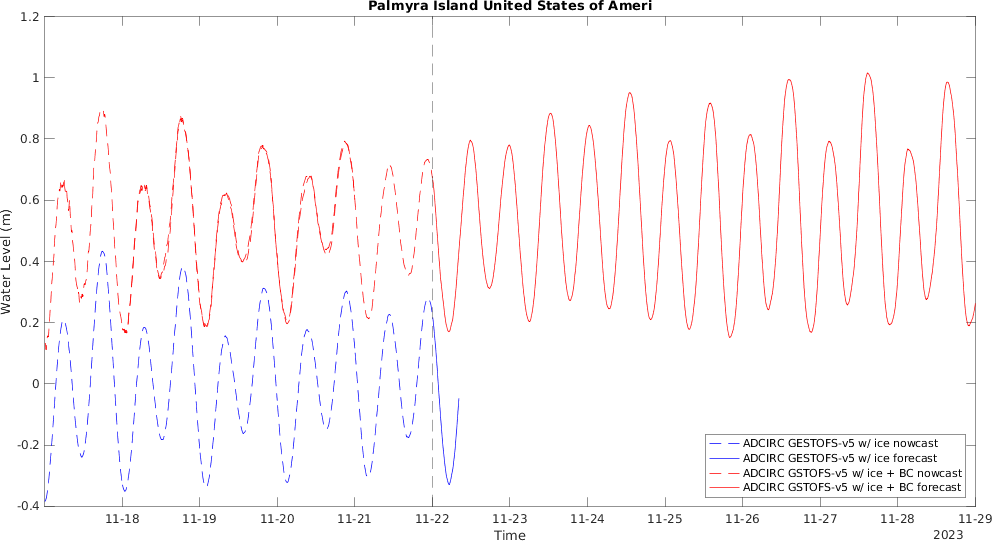 Palmyra Island United States of Ameri
1.2
1
0.8
0.6
0.4
0.2
0
-0.2
-0.4
Water Level (m)
ADCIRC GESTOFS-v5 w/ ice nowcast
ADCIRC GESTOFS-v5 w/ ice forecast
ADCIRC GSTOFS-v5 w/ ice + BC nowcast
ADCIRC GSTOFS-v5 w/ ice + BC forecast
11-18 11-19 11-20 11-21 11-22 11-23 11-24 11-25 11-26 11-27 11-28 11-29
Time
2023